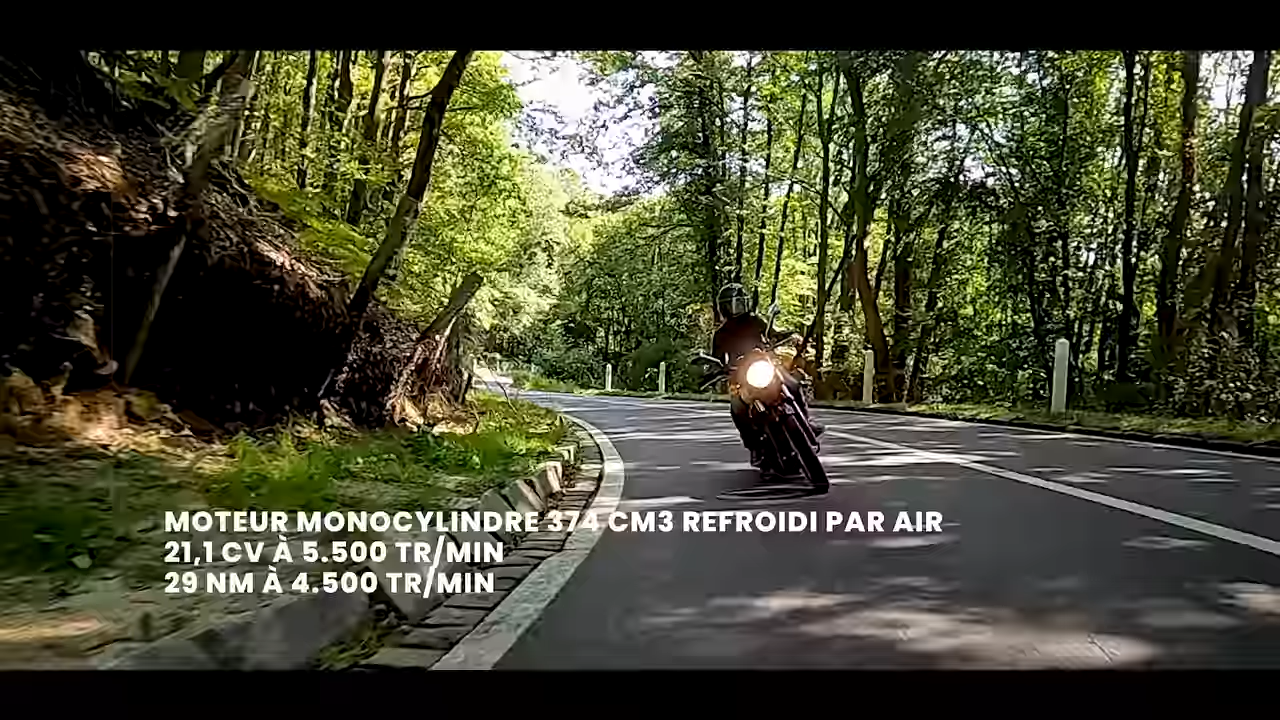 MOTEUR MONOCYLINDRE 374 CM3 REFROIDI PAR AIR
21,1 CV À 5.500 TR/MIN
29 NM À 4.500 TR/MIN